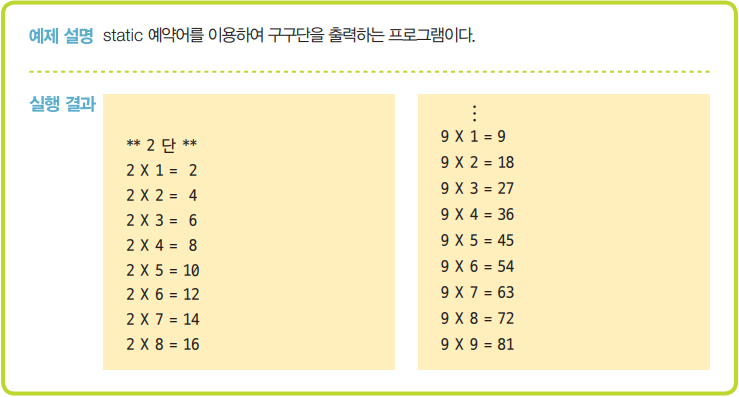 예제 설명 static 예약어를 이용하여 구구단을 출력하는 프로그램이다.
실행 결과
** 2 단 **
2 X 1 = 2
2 X 2 = 4
2 X 3 = 6
2 X 4 = 8
2 X 5 = 10
2 X 6 = 12
2 X 7 = 14
2 X 8 = 16
⋮
9 X 1 = 9
9 X 2 = 18
9 X 3 = 27
9 X 4 = 36
9 X 5 = 45
9 X 6 = 54
9 X 7 = 63
9 X 8 = 72
9 X 9 = 81